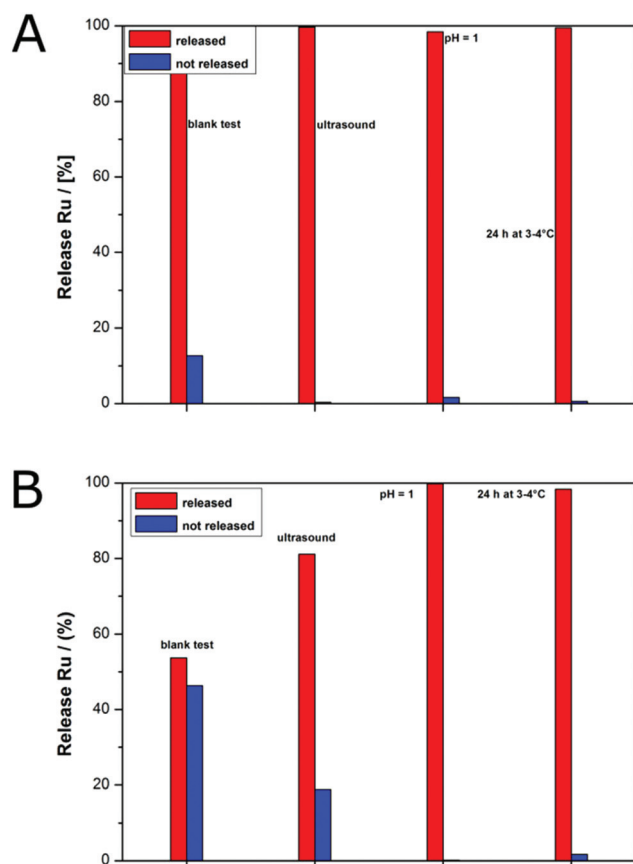 A
released
not released
pH = 1
blank test
ultrasound
24 h at 3-4°C
Release Ru / [%]
100
80
60
40
20
0
B
released
not released
pH = 1
24 h at 3-4°C
ultrasound
blank test
Release Ru / (%)
100
80
60
40
20
0